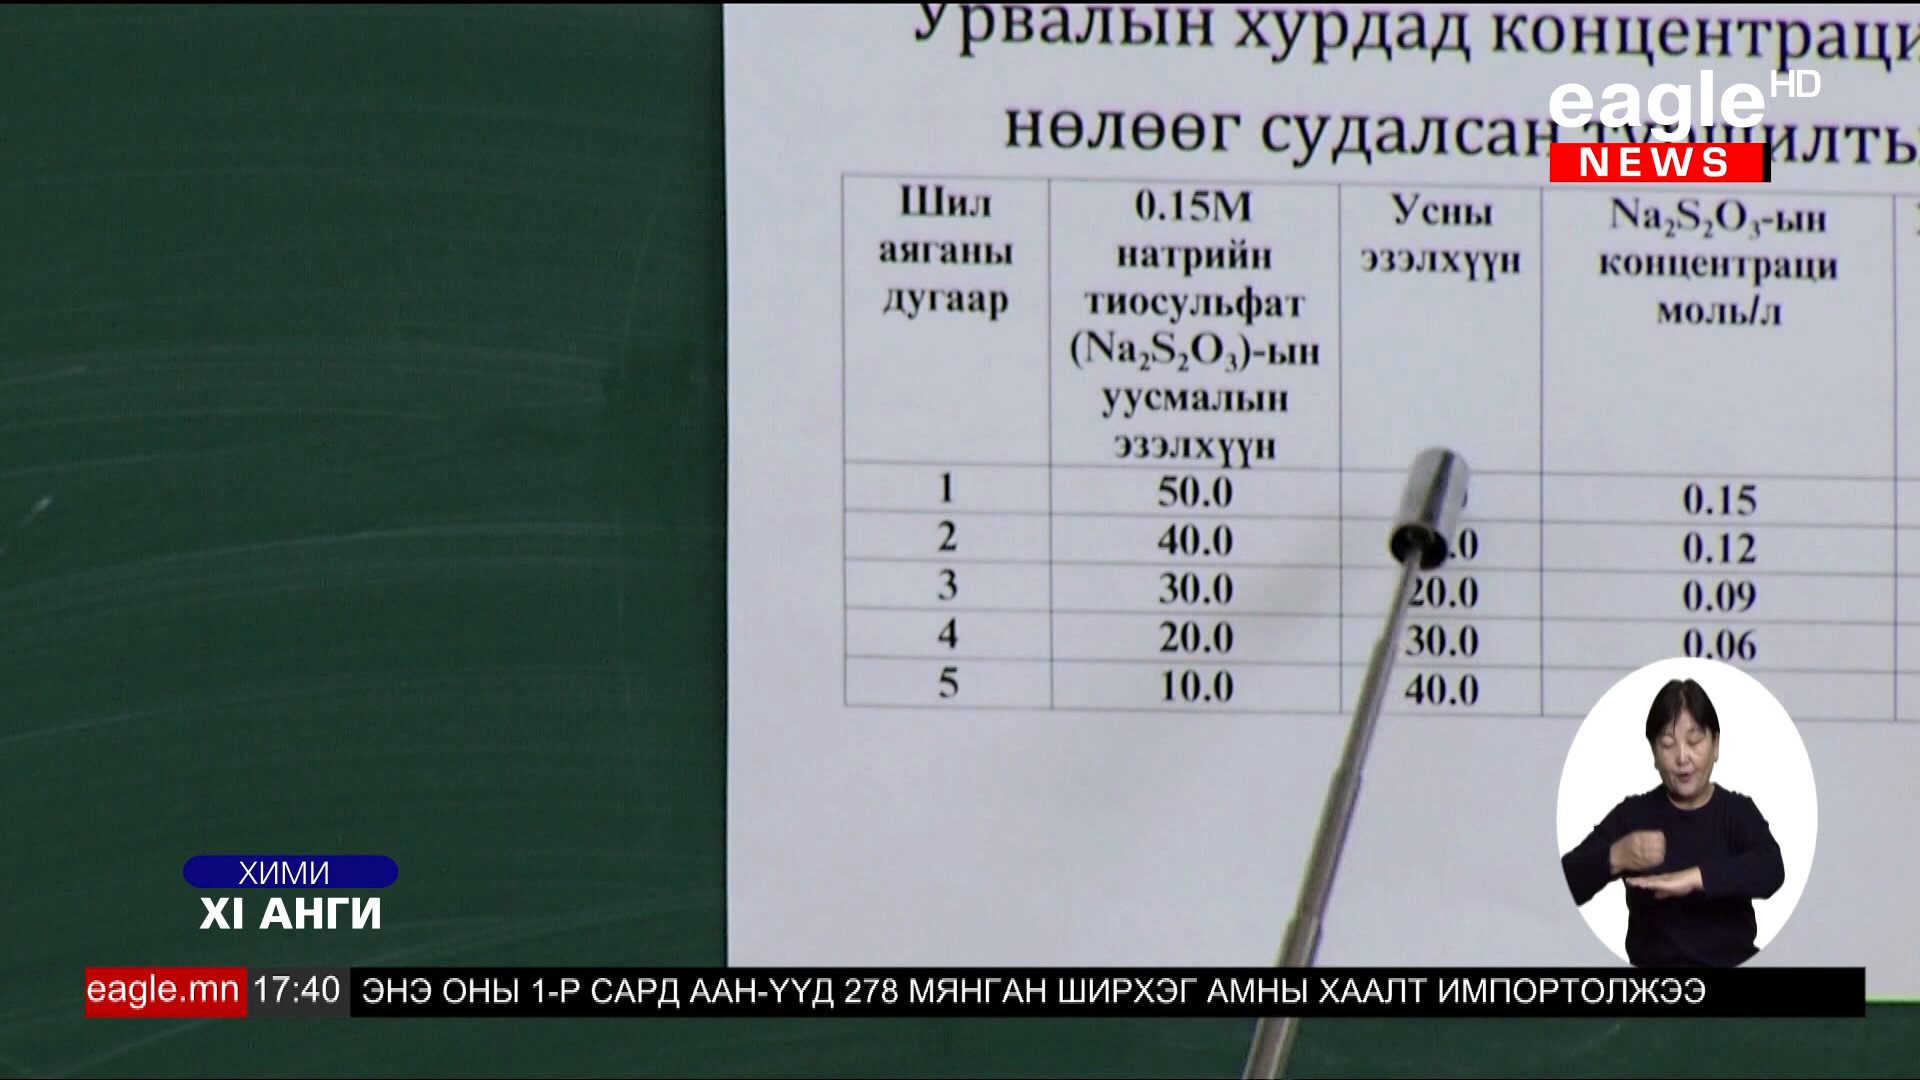 Урвалын хурдад
нөлөөг судалсан
eagle HD
NEWS
Шил аяганы дугаар
0.15М натрийн тиосульфат (Na₂S₂O₃)-ын уусмалын эзэлхүүн
Усны эзэлхүүн
Na₂S₂O₃-ын концентраци моль/л
1 50.0 0.15
2 40.0 0.12
3 30.0 20.0 0.09
4 20.0 30.0 0.06
5 10.0 40.0
ХИМИ
XI АНГИ
eagle.mn 17:40 ЭНЭ ОНЫ 1-Р САРД ААН-ҮҮД 278 МЯНГАН ШИРХЭГ АМНЫ ХААЛТ ИМПОРТОЛЖЭЭ